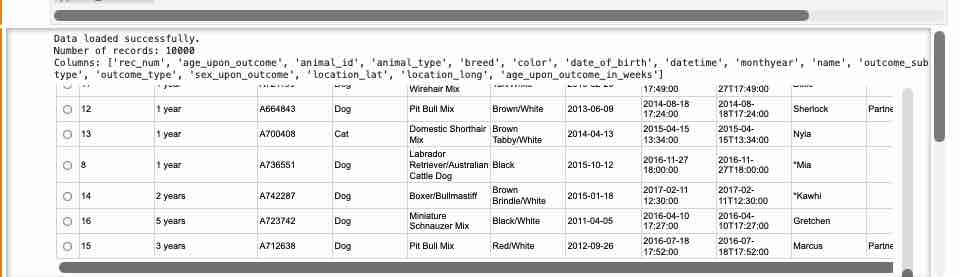 Data loaded successfully.
Number of records: 10000
Columns: ['rec_num', 'age_upon_outcome', 'animal_id', 'animal_type', 'breed', 'color', 'date_of_birth', 'datetime', 'monthyear', 'name', 'outcome_sub
type', 'outcome_type', 'sex_upon_outcome', 'location_lat', 'location_long', 'age_upon_outcome_in_weeks']
Wirehair Mix 17:49:00 27T17:49:00
12 1 year A664843 Dog Pit Bull Mix Brown/White 2013-06-09 2014-08-18 2014-08- Sherlock Partne
17:24:00 18T17:24:00
13 1 year A700408 Cat Domestic Shorthair Brown 2014-04-13 2015-04-15 2015-04- Nyla
Mix Tabby/White 13:34:00 15T13:34:00
Labrador
8 1 year A736551 Dog Retriever/Australian Black 2015-10-12 2016-11-27 2016-11- *Mia
Cattle Dog 18:00:00 27T18:00:00
14 2 years A742287 Dog Boxer/Bullmastiff Brown 2015-01-18 2017-02-11 2017-02- *Kawhi
Brindle/White 12:30:00 11T12:30:00
16 5 years A723742 Dog Miniature Black/White 2011-04-05 2016-04-10 2016-04- Gretchen
Schnauzer Mix 17:27:00 10T17:27:00
15 3 years A712638 Dog Pit Bull Mix Red/White 2012-09-26 2016-07-18 2016-07- Marcus Partne
17:52:00 18T17:52:00